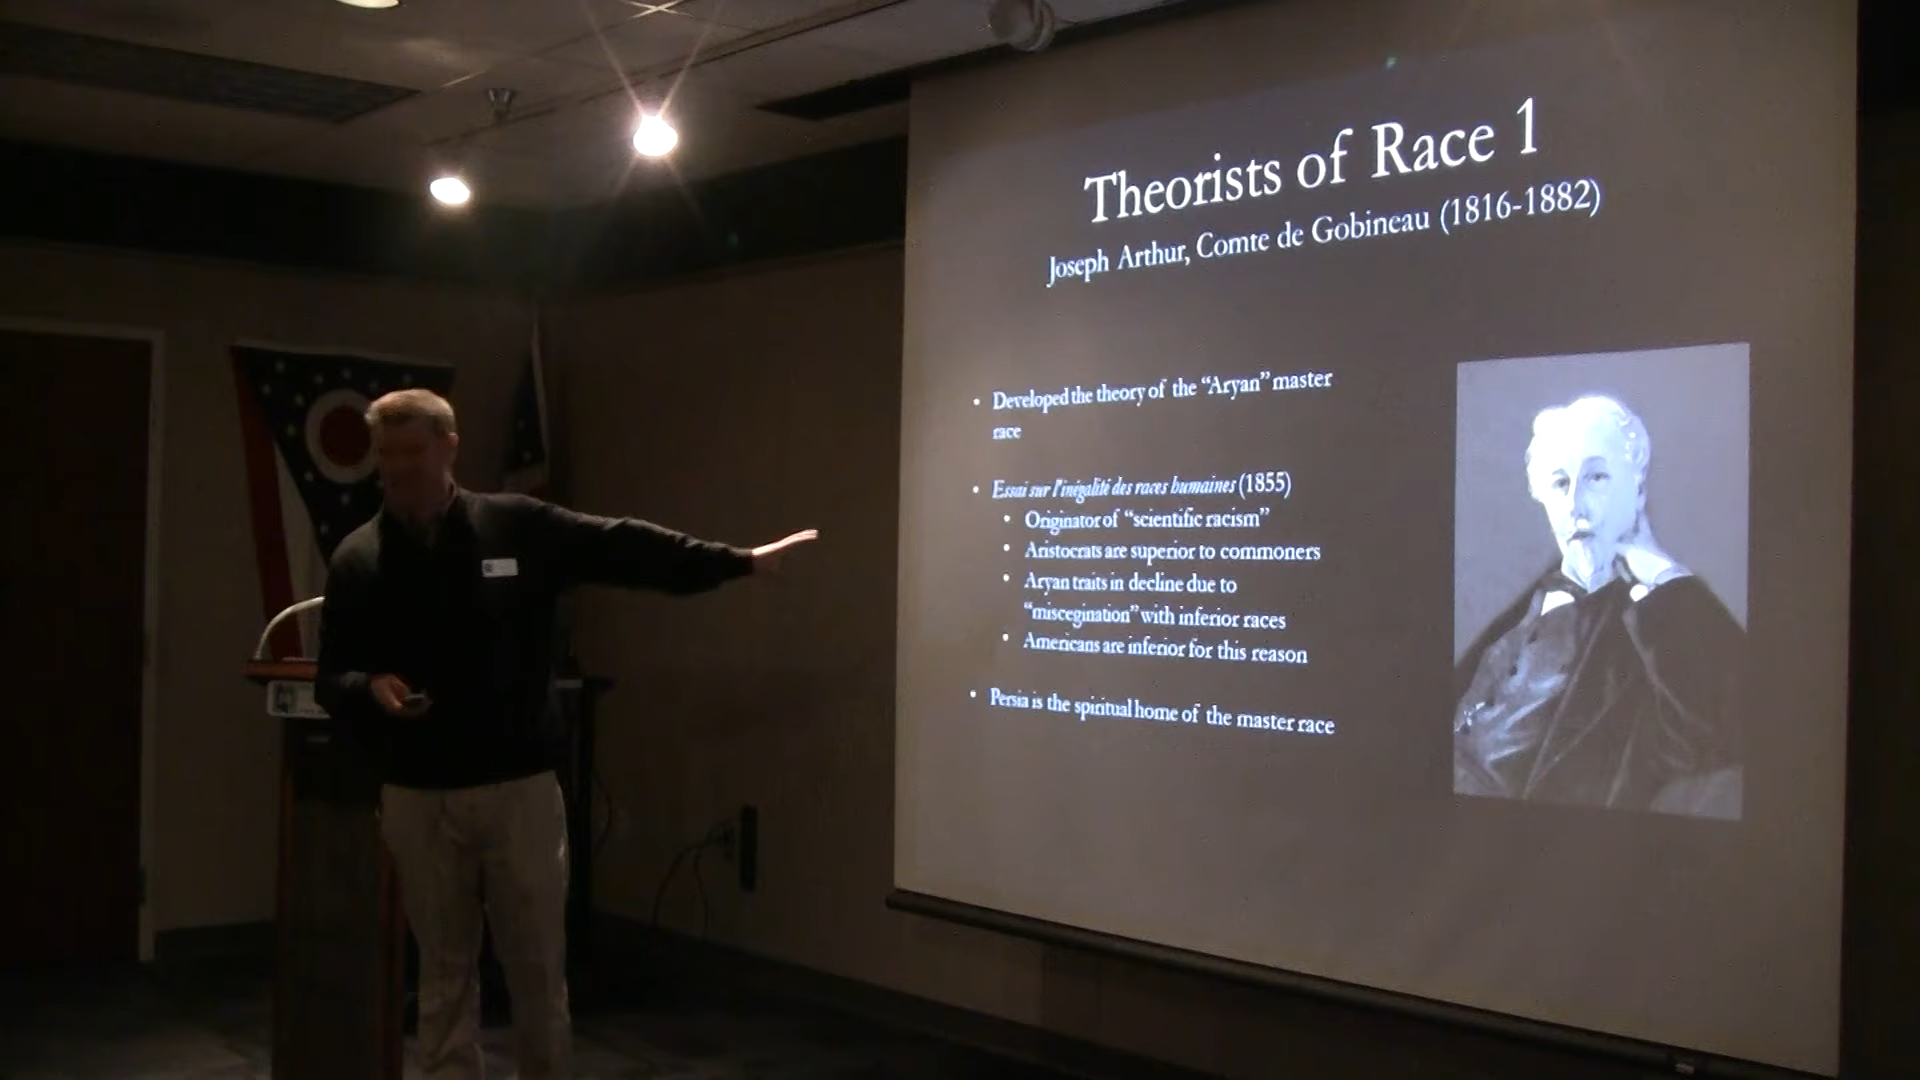 Theorists of Race 1
Joseph Arthur, Comte de Gobineau (1816-1882)
• Developed the theory of the “Aryan” master
race
• Essai sur l'inégalité des races humaines (1855)
• Originator of “scientific racism”
• Aristocrats are superior to commoners
• Aryan traits in decline due to
“miscegination” with inferior races
• Americans are inferior for this reason
• Persia is the spiritual home of the master race